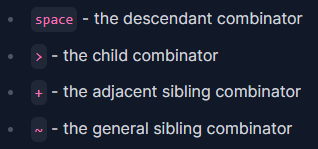 space - the descendant combinator
> - the child combinator
+ - the adjacent sibling combinator
~ - the general sibling combinator